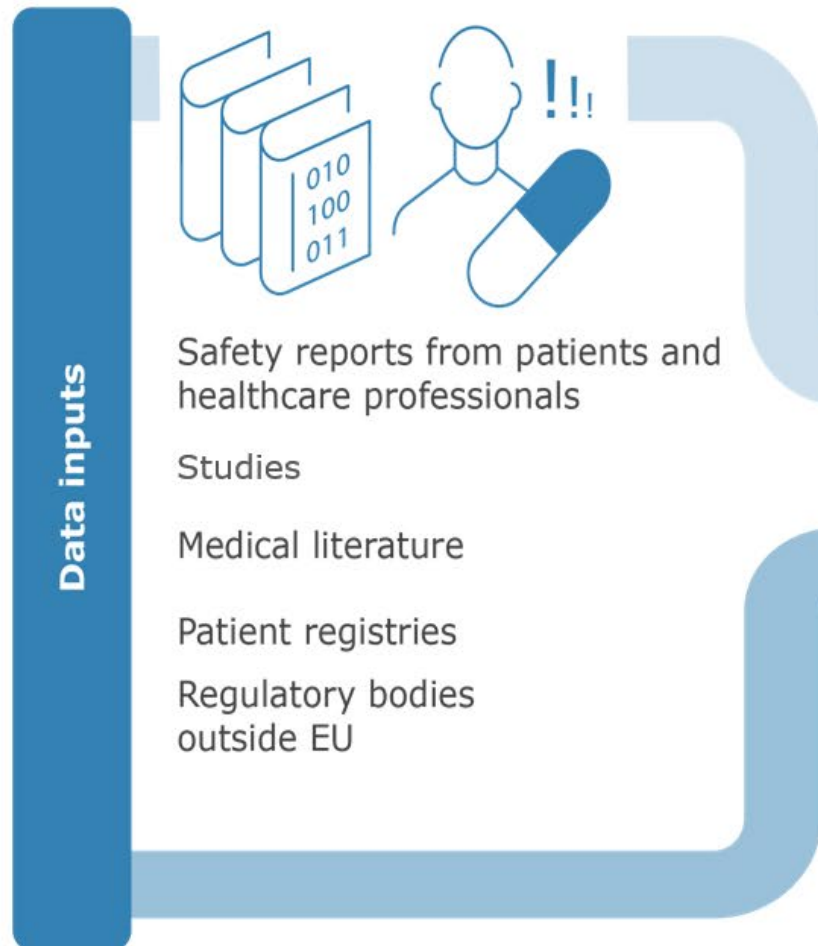 010
100
011
!!!
Data inputs
Safety reports from patients and
healthcare professionals
Studies
Medical literature
Patient registries
Regulatory bodies
outside EU